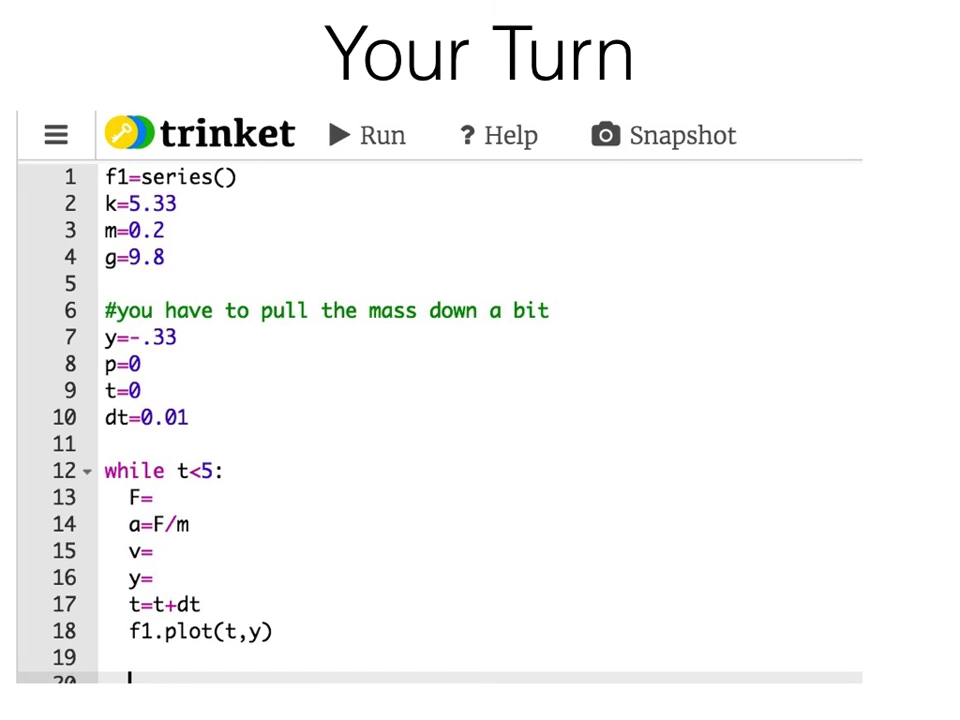 Your Turn
trinket Run ? Help Snapshot
1 f1=series()
2 k=5.33
3 m=0.2
4 g=9.8
5
6 #you have to pull the mass down a bit
7 y=-.33
8 p=0
9 t=0
10 dt=0.01
11
12 while t<5:
13 F=
14 a=F/m
15 v=
16 y=
17 t=t+dt
18 f1.plot(t,y)
19
20